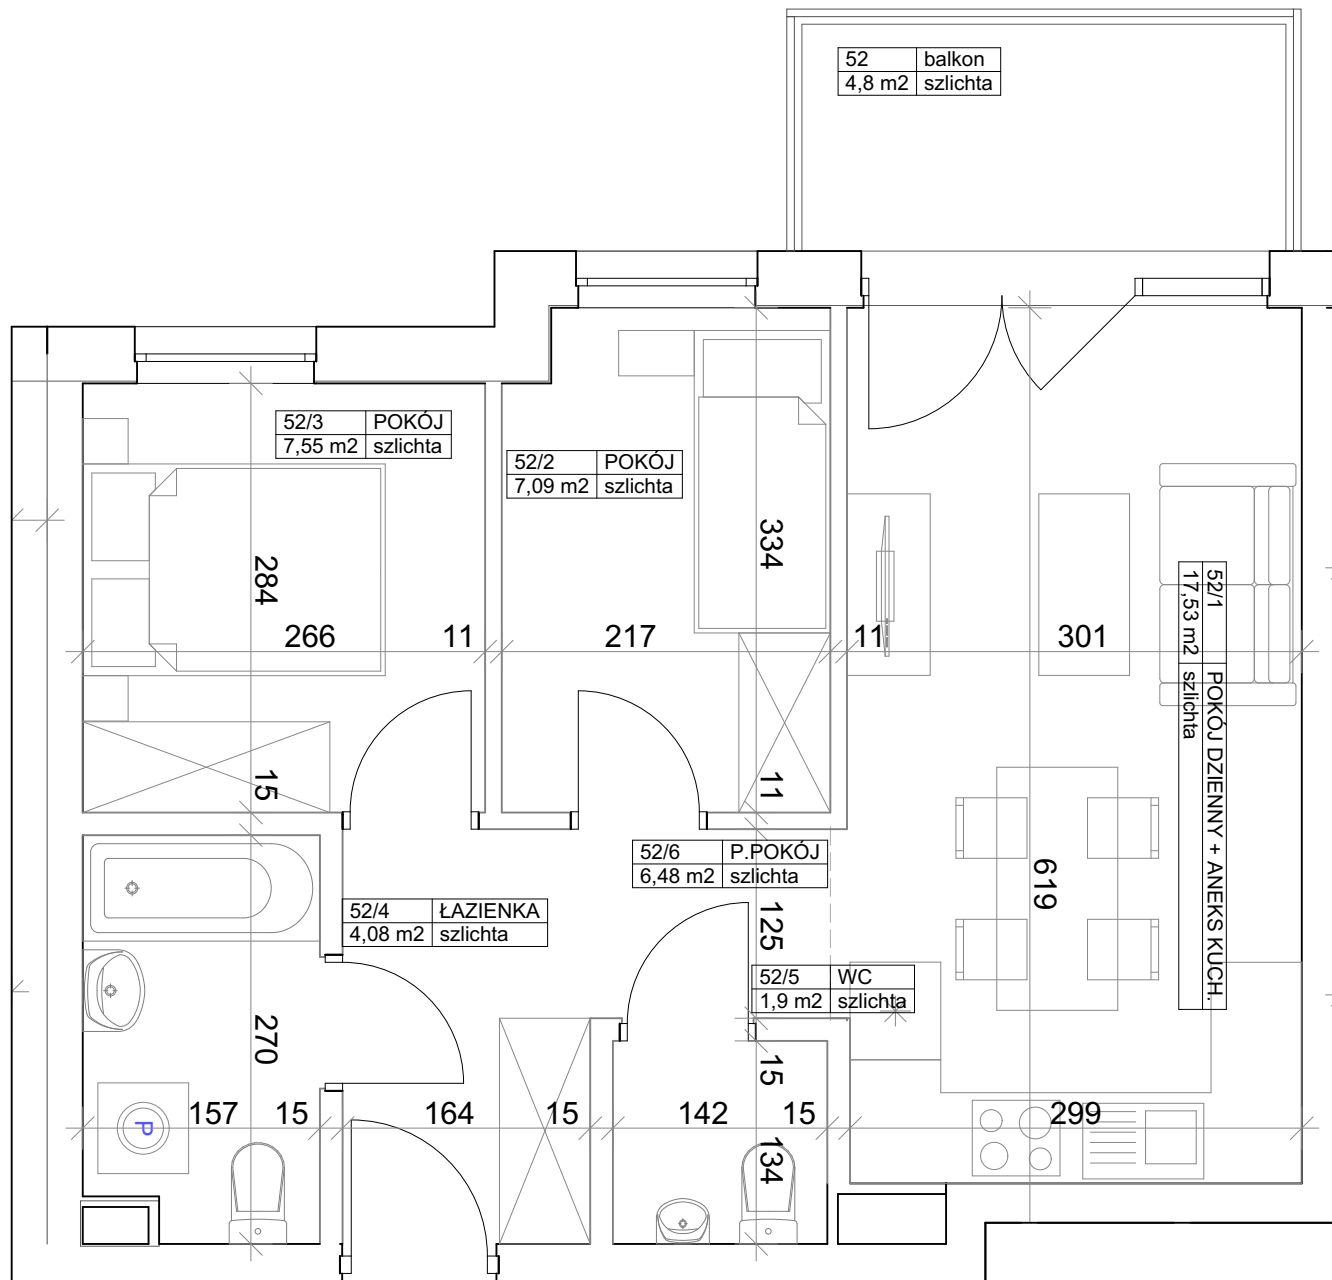 52 balkon
4,8 m2 szlichta
52/3 POKÓJ
7,55 m2 szlichta
52/2 POKÓJ
7,09 m2 szlichta
334
284
52/1 POKÓJ DZIENNY + ANEKS KUCH.
17,53 m2 szlichta
266 11 217 11 301
15
11
52/6 P.POKÓJ
6,48 m2 szlichta
619
52/4 ŁAZIENKA
4,08 m2 szlichta
125
52/5 WC
1,9 m2 szlichta
270
15
157 15 164 15 142 15 299
P
134